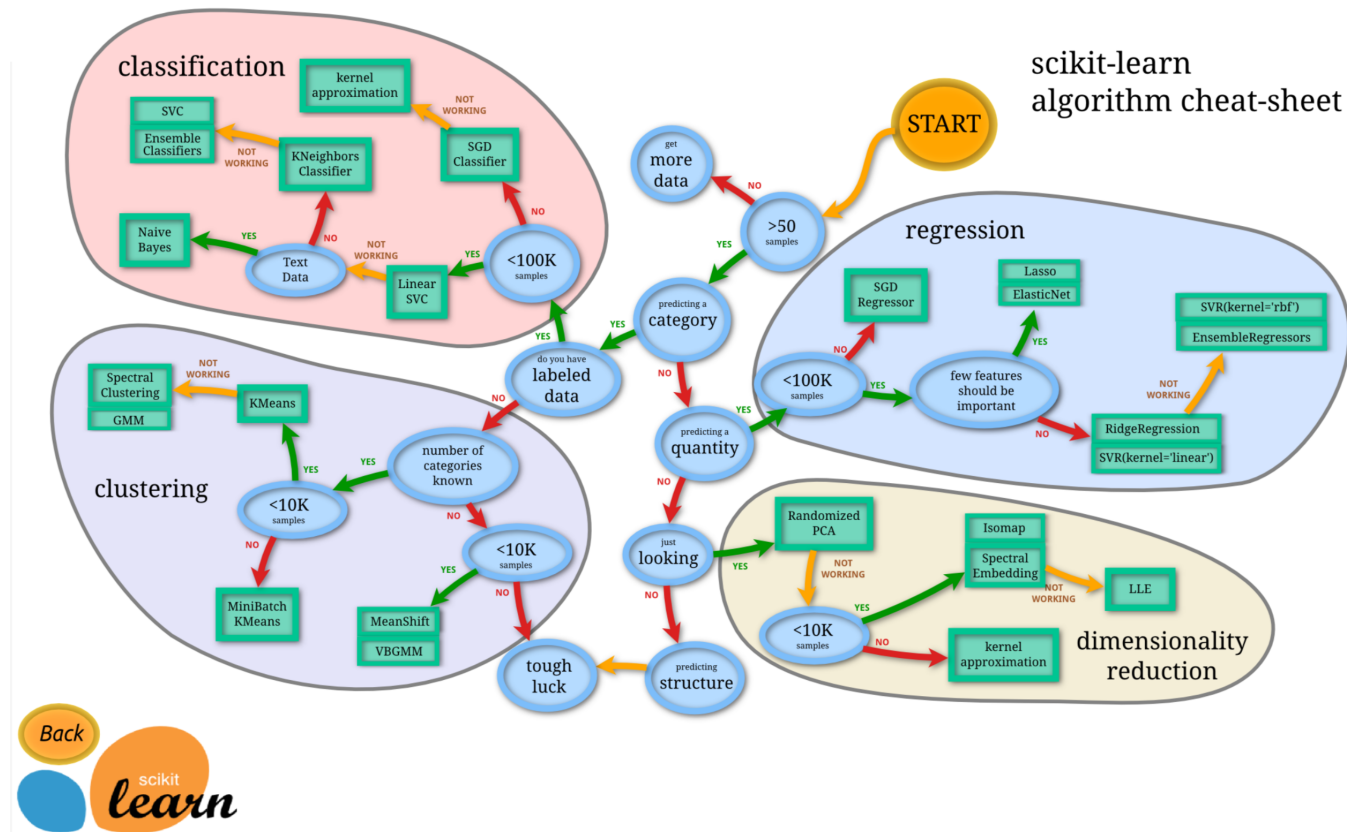 scikit-learn
algorithm cheat-sheet
START
get
more
data
NO
>50
samples
YES
predicting a
category
YES
NO
do you have
labeled
data
YES
NO
predicting a
quantity
YES
NO
just
looking
YES
NO
predicting
structure
tough
luck
classification
kernel
approximation
NOT
WORKING
SGD
Classifier
NO
<100K
samples
YES
Linear
SVC
NOT
WORKING
Text
Data
YES
Naive
Bayes
NO
KNeighbors
Classifier
NOT
WORKING
SVC
Ensemble
Classifiers
regression
<100K
samples
NO
SGD
Regressor
YES
few features
should be
important
YES
Lasso
ElasticNet
NO
RidgeRegression
SVR(kernel='linear')
NOT
WORKING
SVR(kernel='rbf')
EnsembleRegressors
clustering
number of
categories
known
YES
<10K
samples
YES
KMeans
NOT
WORKING
Spectral
Clustering
GMM
NO
MiniBatch
KMeans
NO
<10K
samples
YES
MeanShift
VBGMM
NO
dimensionality
reduction
Randomized
PCA
NOT
WORKING
<10K
samples
YES
Isomap
Spectral
Embedding
NOT
WORKING
LLE
NO
kernel
approximation
Back
scikit
learn